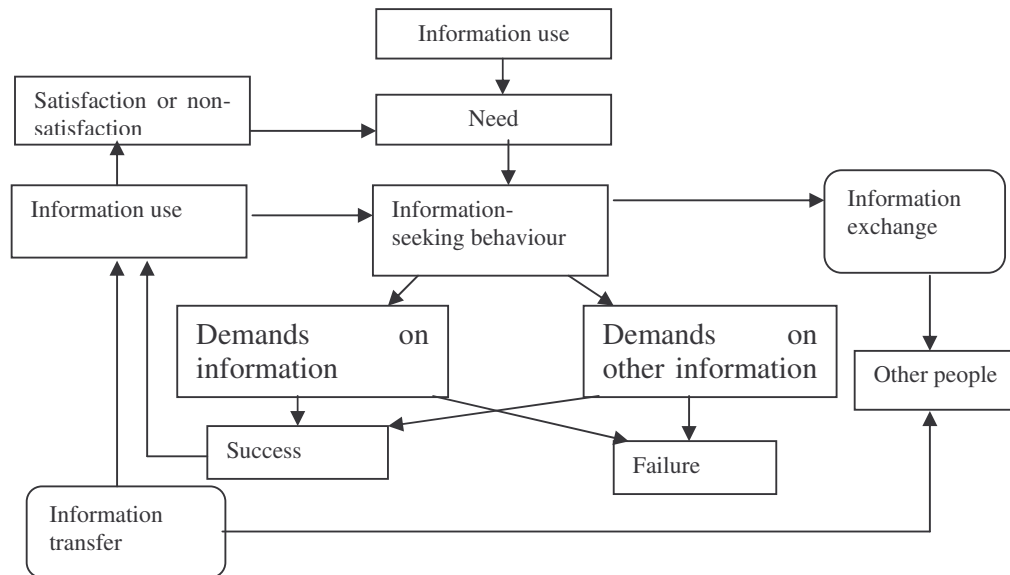 Information use
Satisfaction or non-
satisfaction
Need
Information use
Information-
seeking behaviour
Information
exchange
Demands on
information
Demands on
other information
Other people
Success
Failure
Information
transfer